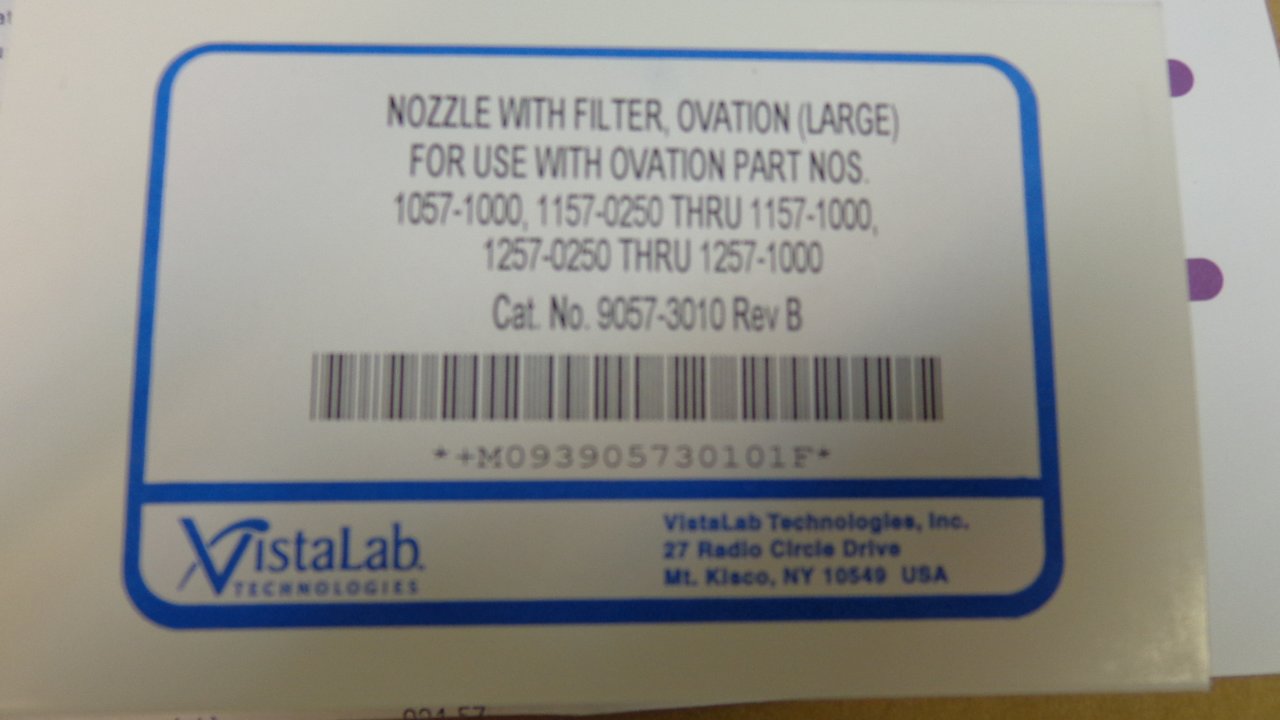 NOZZLE WITH FILTER, OVATION (LARGE)
FOR USE WITH OVATION PART NOS.
1057-1000, 1157-0250 THRU 1157-1000,
1257-0250 THRU 1257-1000
Cat. No. 9057-3010 Rev B
*+M093905730101F*
VistaLab
TECHNOLOGIES
VistaLab Technologies, Inc.
27 Radio Circle Drive
Mt. Kisco, NY 10549 USA